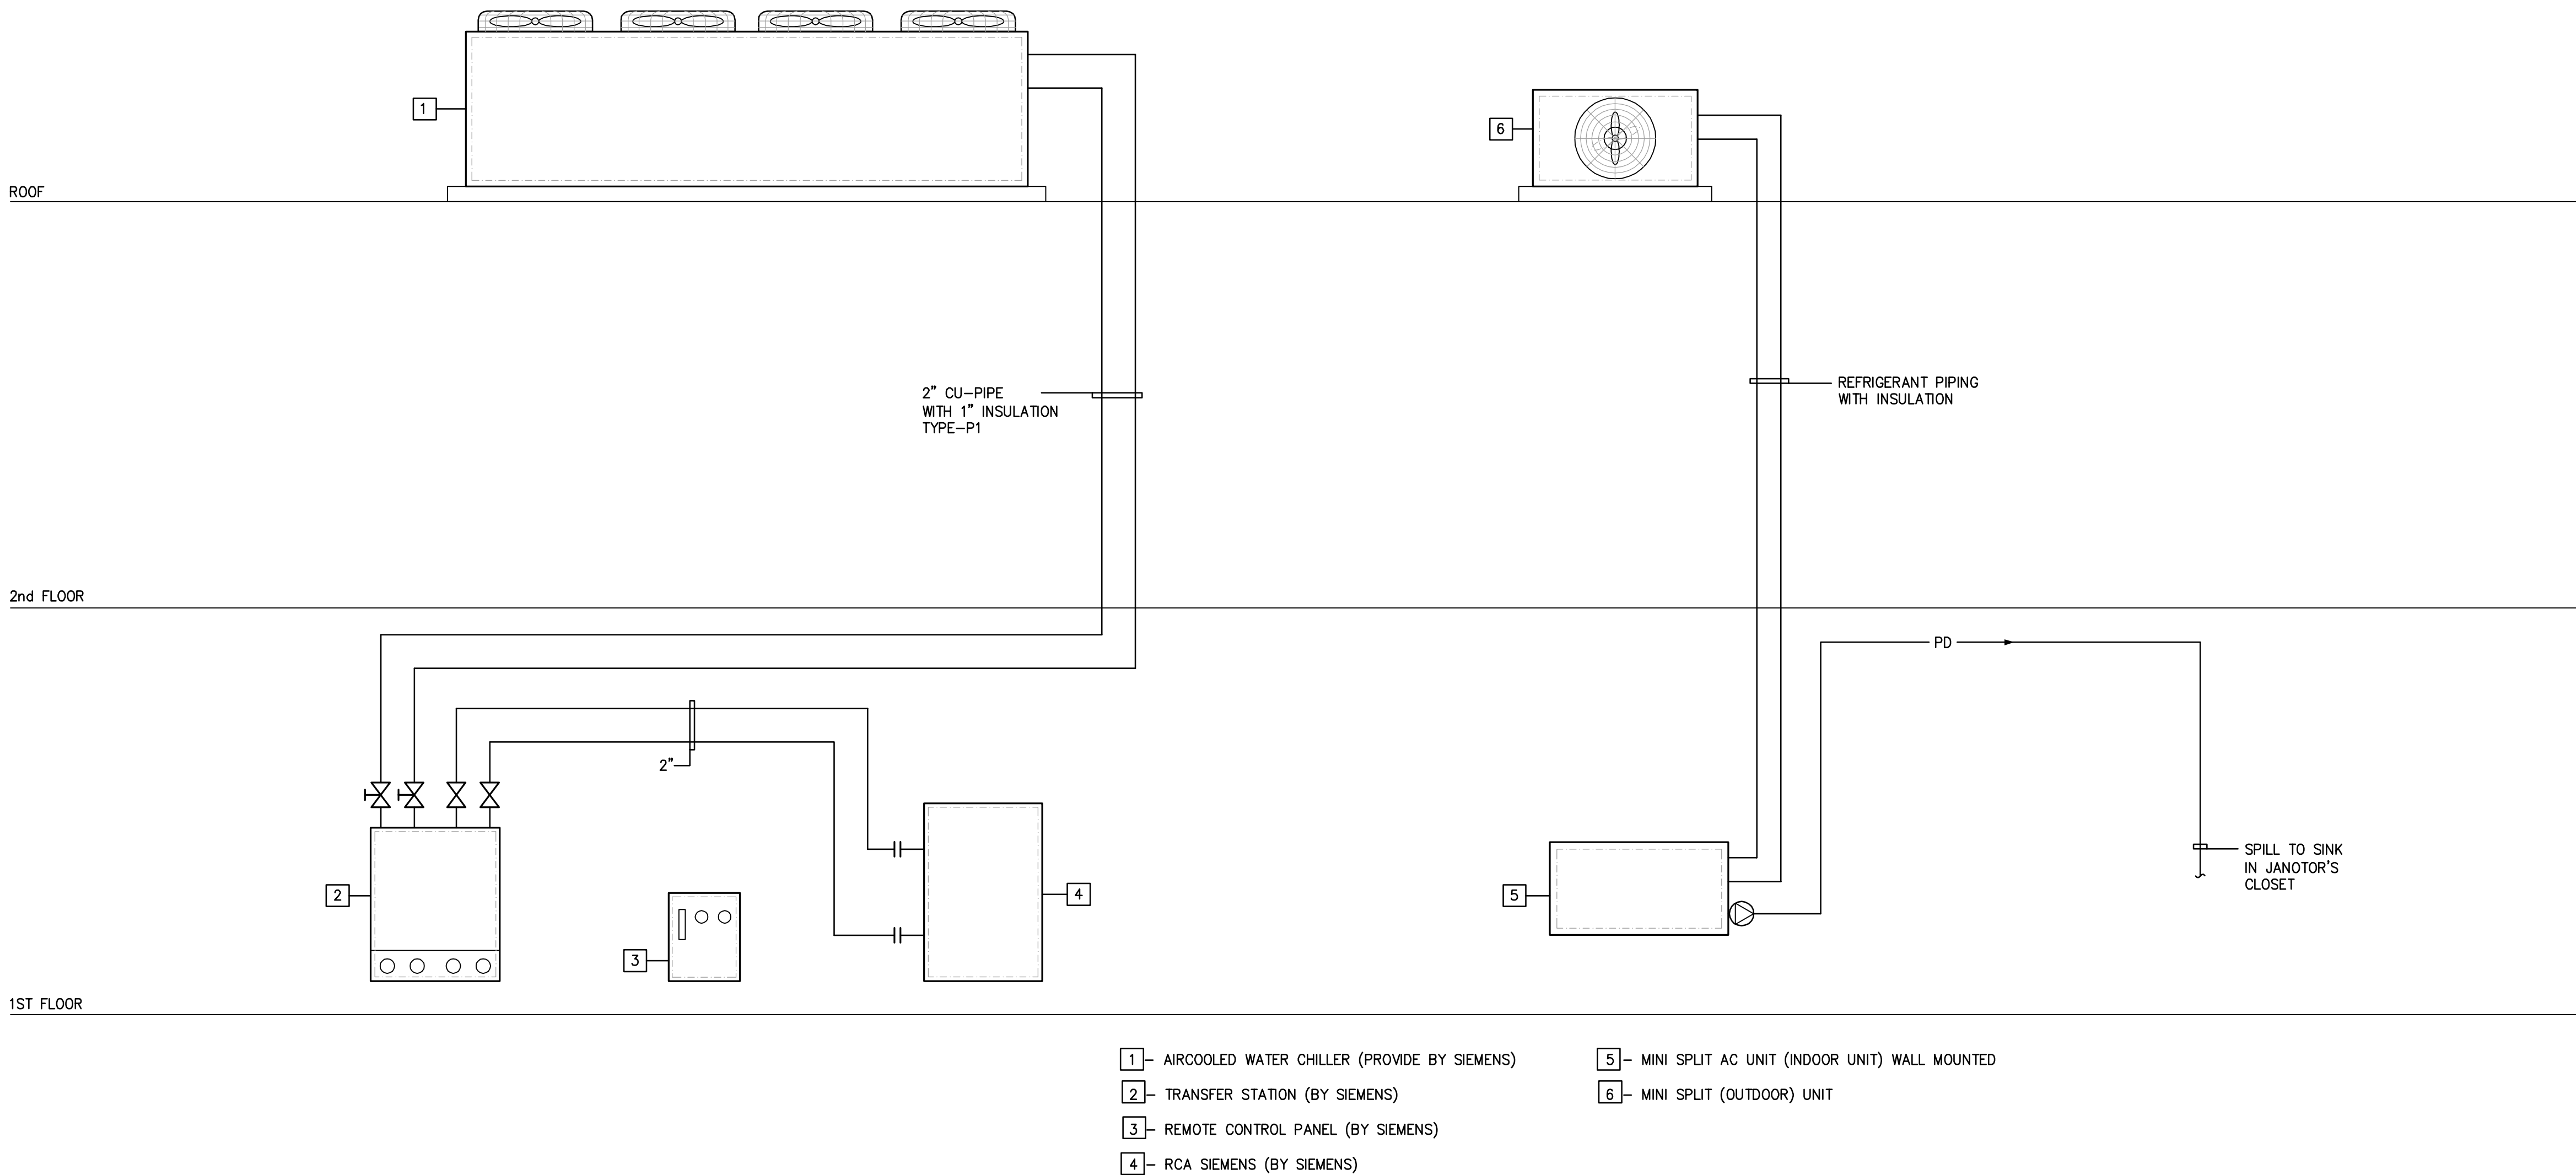 1
6
ROOF
2” CU-PIPE
WITH 1” INSULATION
TYPE-P1
REFRIGERANT PIPING
WITH INSULATION
2nd FLOOR
PD
2”
SPILL TO SINK
IN JANOTOR'S
CLOSET
2
3
4
5
1ST FLOOR
1 - AIRCOOLED WATER CHILLER (PROVIDE BY SIEMENS)
2 - TRANSFER STATION (BY SIEMENS)
3 - REMOTE CONTROL PANEL (BY SIEMENS)
4 - RCA SIEMENS (BY SIEMENS)
5 - MINI SPLIT AC UNIT (INDOOR UNIT) WALL MOUNTED
6 - MINI SPLIT (OUTDOOR) UNIT